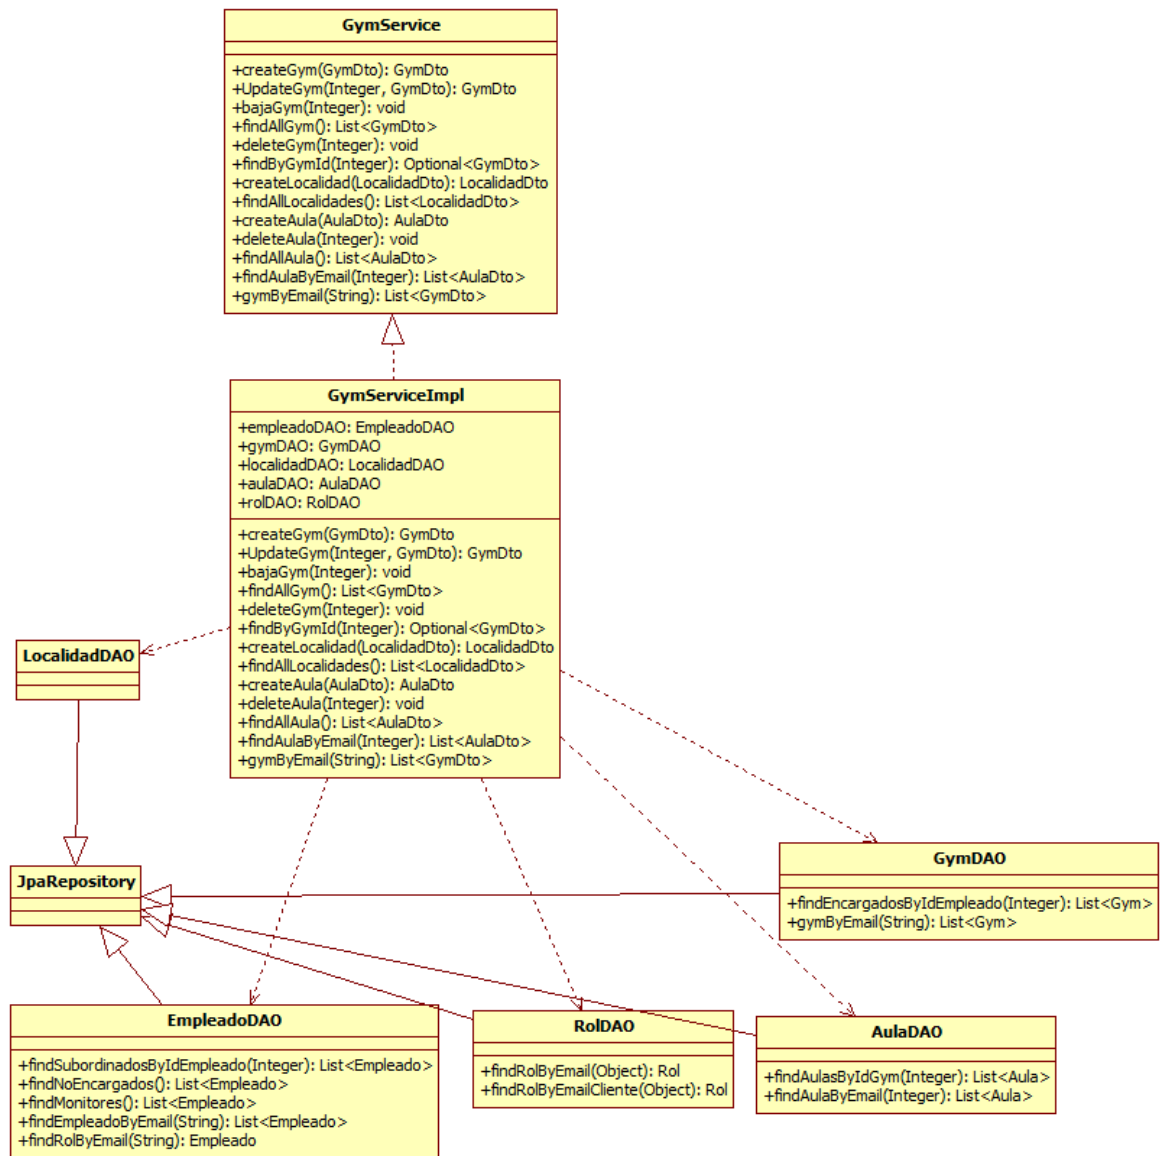 GymService
+createGym(GymDto): GymDto
+UpdateGym(Integer, GymDto): GymDto
+bajaGym(Integer): void
+findAllGym(): List<GymDto>
+deleteGym(Integer): void
+findByGymId(Integer): Optional<GymDto>
+createLocalidad(LocalidadDto): LocalidadDto
+findAllLocalidades(): List<LocalidadDto>
+createAula(AulaDto): AulaDto
+deleteAula(Integer): void
+findAllAula(): List<AulaDto>
+findAulaByEmail(Integer): List<AulaDto>
+gymByEmail(String): List<GymDto>
GymServiceImpl
+empleadoDAO: EmpleadoDAO
+gymDAO: GymDAO
+localidadDAO: LocalidadDAO
+aulaDAO: AulaDAO
+rolDAO: RolDAO
+createGym(GymDto): GymDto
+UpdateGym(Integer, GymDto): GymDto
+bajaGym(Integer): void
+findAllGym(): List<GymDto>
+deleteGym(Integer): void
+findByGymId(Integer): Optional<GymDto>
+createLocalidad(LocalidadDto): LocalidadDto
+findAllLocalidades(): List<LocalidadDto>
+createAula(AulaDto): AulaDto
+deleteAula(Integer): void
+findAllAula(): List<AulaDto>
+findAulaByEmail(Integer): List<AulaDto>
+gymByEmail(String): List<GymDto>
LocalidadDAO
JpaRepository
GymDAO
+findEncargadosByIdEmpleado(Integer): List<Gym>
+gymByEmail(String): List<Gym>
EmpleadoDAO
+findSubordinadosByIdEmpleado(Integer): List<Empleado>
+findNoEncargados(): List<Empleado>
+findMonitores(): List<Empleado>
+findEmpleadoByEmail(String): List<Empleado>
+findRolByEmail(String): Empleado
RolDAO
+findRolByEmail(Object): Rol
+findRolByEmailCliente(Object): Rol
AulaDAO
+findAulasByIdGym(Integer): List<Aula>
+findAulaByEmail(Integer): List<Aula>